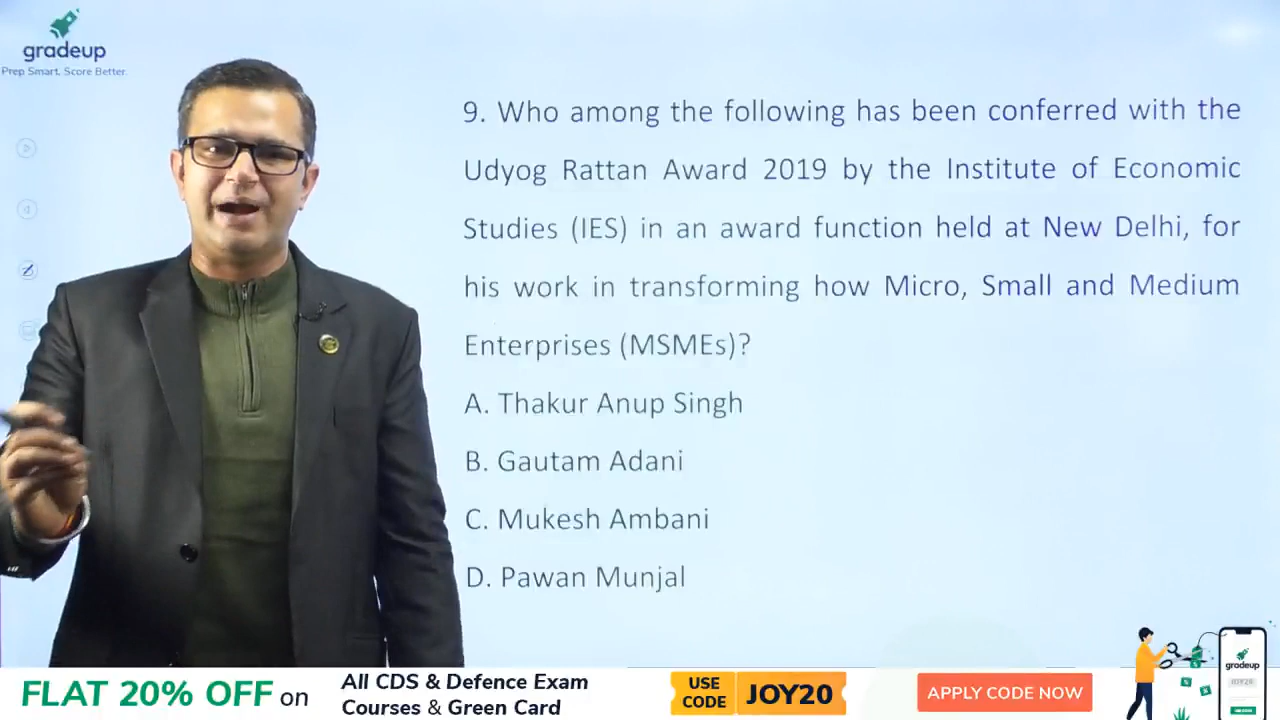 gradeup
Prep Smart. Score Better.
9. Who among the following has been conferred with the
Udyog Rattan Award 2019 by the Institute of Economic
Studies (IES) in an award function held at New Delhi, for
his work in transforming how Micro, Small and Medium
Enterprises (MSMEs)?
A. Thakur Anup Singh
B. Gautam Adani
C. Mukesh Ambani
D. Pawan Munjal
FLAT 20% OFF on
All CDS & Defence Exam
Courses & Green Card
USE
CODE
JOY20
APPLY CODE NOW
gradeup
JOY20